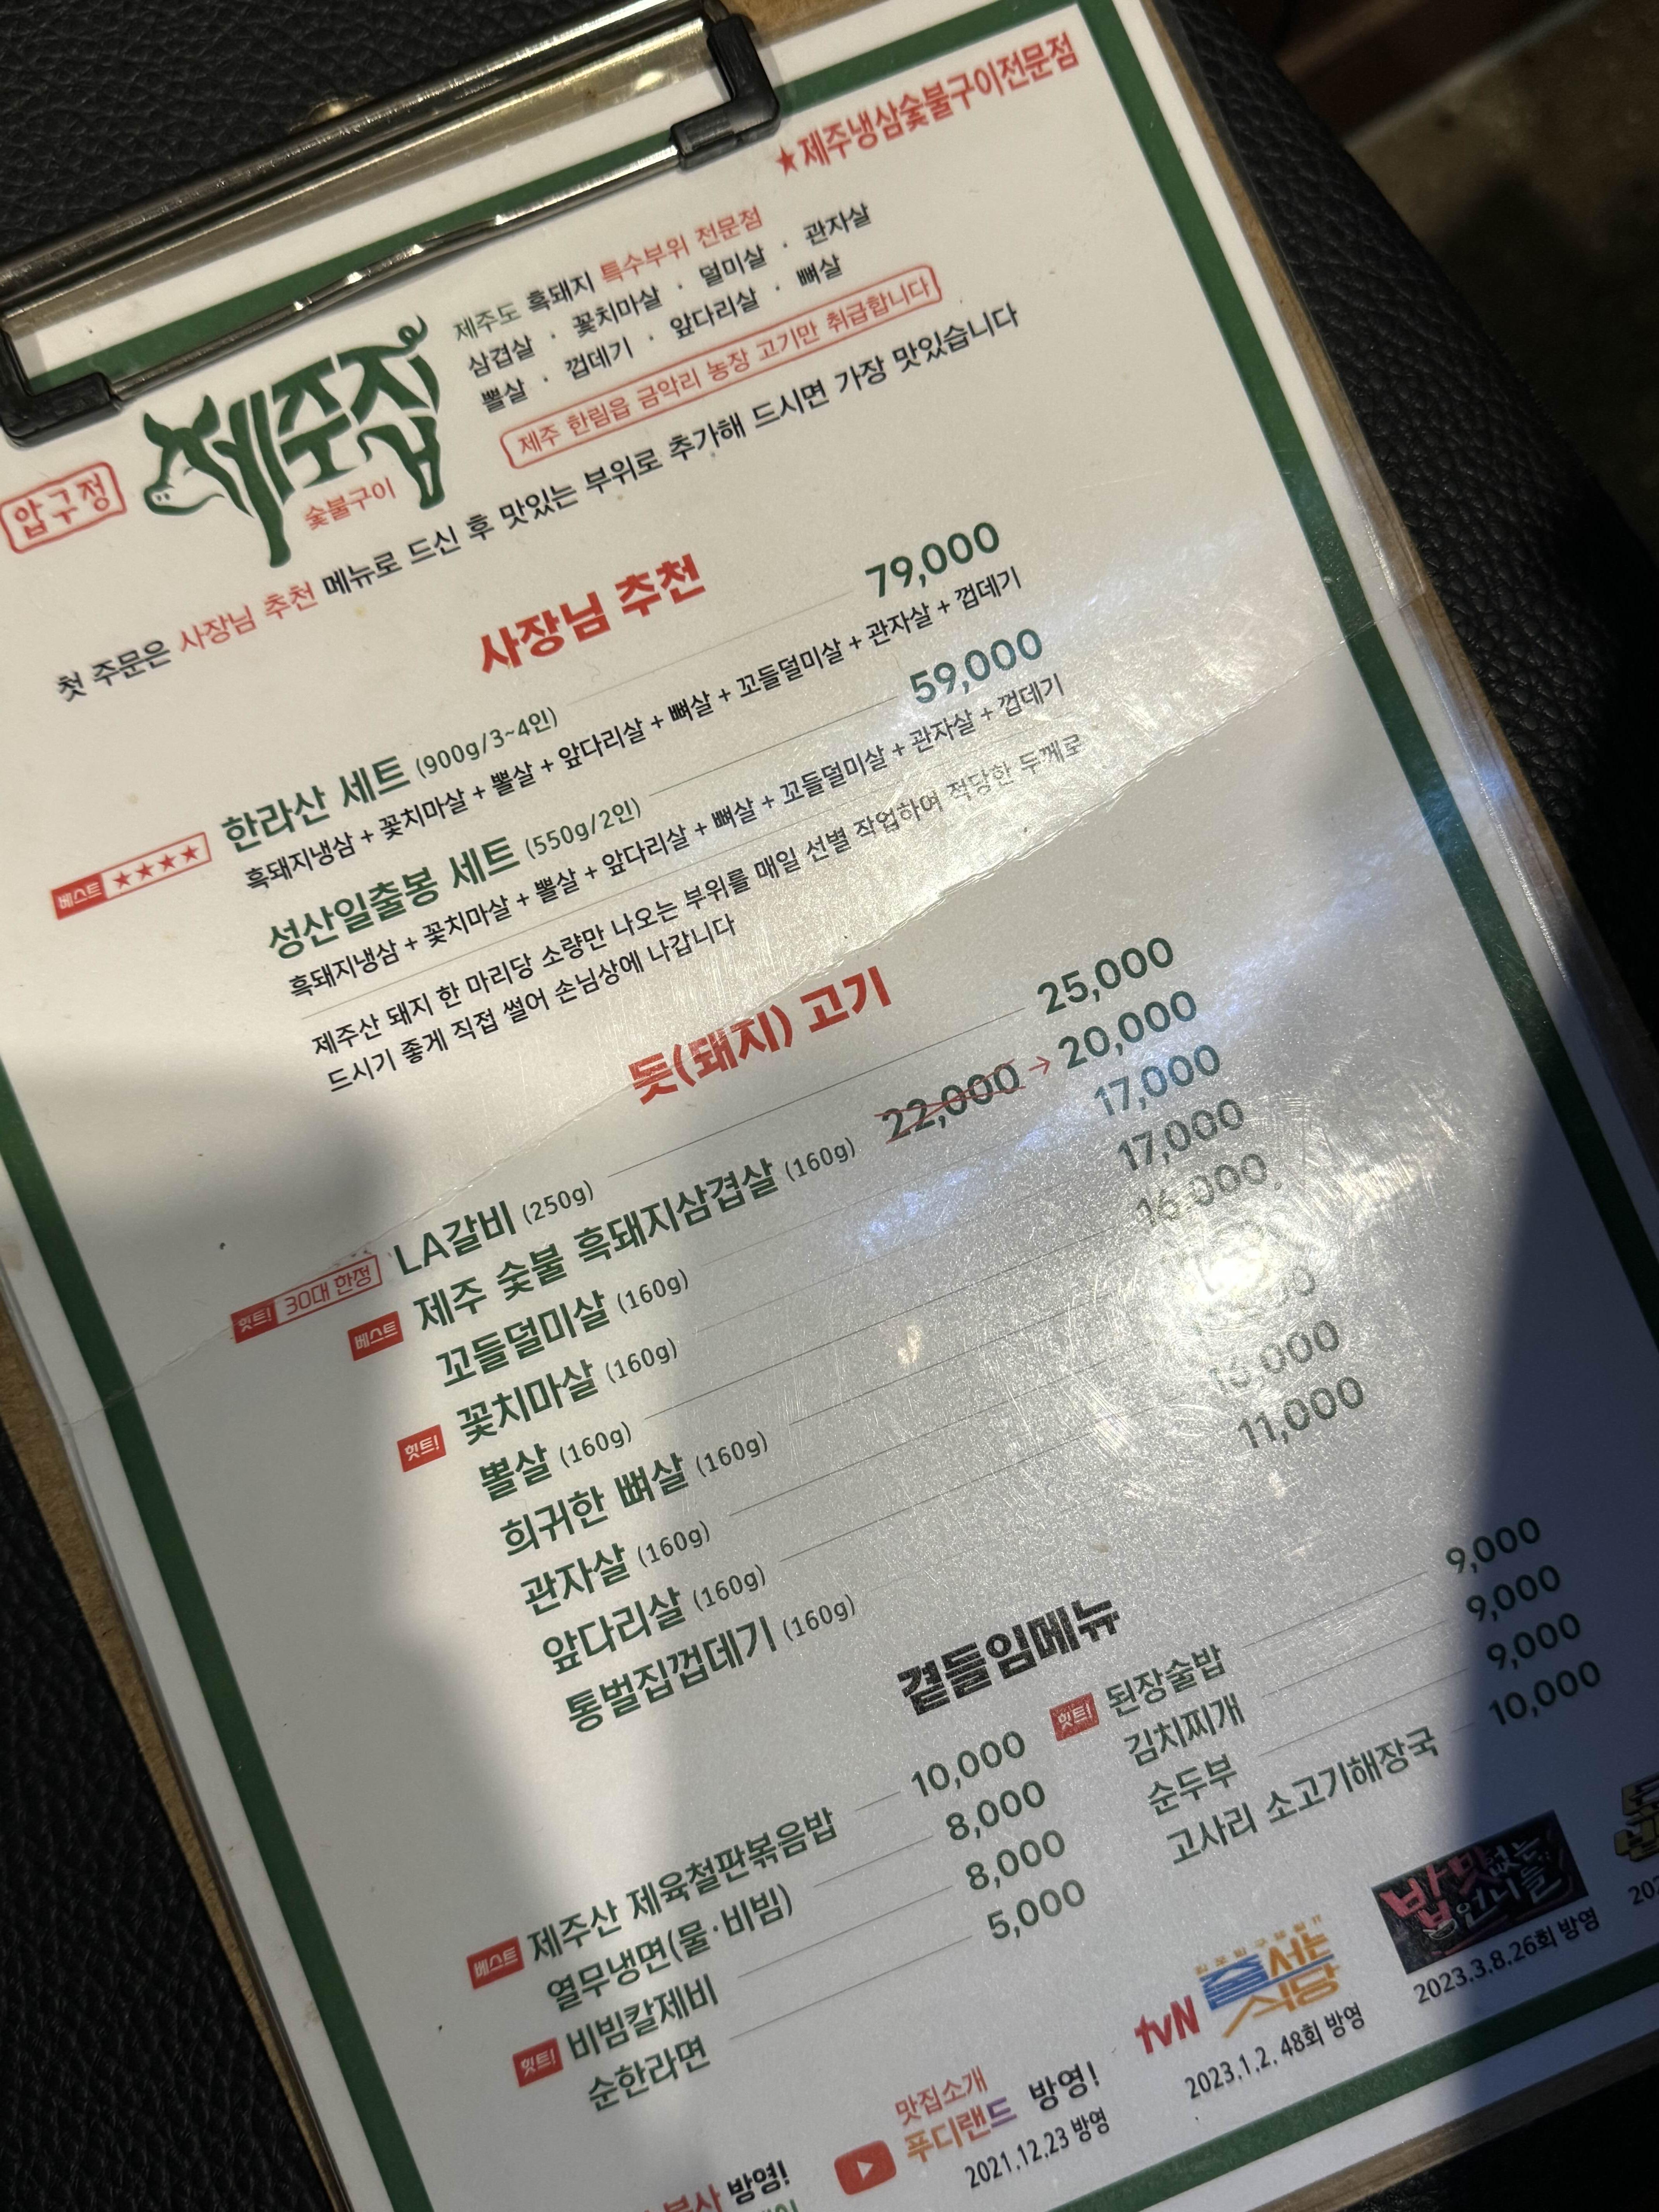 ★제주냉삼숯불구이전문점
제주도 흑돼지 특수부위 전문점
삼겹살 · 꽃치마살 · 덜미살 · 관자살
뽈살 · 껍데기 · 앞다리살 · 뼈살
제주 한림읍 금악리 농장 고기만 취급합니다
압구정
제주집
숯불구이
첫 주문은 사장님 추천 메뉴로 드신 후 맛있는 부위로 추가해 드시면 가장 맛있습니다
사장님 추천
베스트 ★★★★ 한라산 세트 (900g/3~4인) 79,000
흑돼지냉삼 + 꽃치마살 + 뽈살 + 앞다리살 + 뼈살 + 꼬들덜미살 + 관자살 + 껍데기
성산일출봉 세트 (550g/2인) 59,000
흑돼지냉삼 + 꽃치마살 + 뽈살 + 앞다리살 + 뼈살 + 꼬들덜미살 + 관자살 + 껍데기
제주산 돼지 한 마리당 소량만 나오는 부위를 매일 선별 작업하여 적당한 두께로
드시기 좋게 직접 썰어 손님상에 나갑니다
돗(돼지) 고기
힛트! 30대 한정 LA갈비 (250g) 25,000
베스트 제주 숯불 흑돼지삼겹살 (160g) 22,000 → 20,000
꼬들덜미살 (160g) 17,000
힛트! 꽃치마살 (160g) 17,000
뽈살 (160g) 16,000
희귀한 뼈살 (160g)
관자살 (160g)
앞다리살 (160g)
통벌집껍데기 (160g) 11,000
곁들임메뉴
베스트 제주산 제육철판볶음밥 10,000
열무냉면(물·비빔) 8,000
힛트! 비빔칼제비 8,000
순한라면 5,000
힛트! 된장술밥 9,000
김치찌개 9,000
순두부 9,000
고사리 소고기해장국 10,000
방영!
맛집소개
푸디랜드 방영!
2021.12.23 방영
tvN
줄서는
식당
2023.1.2. 48회 방영
밥맛없는
언니들
2023.3.8.26회 방영